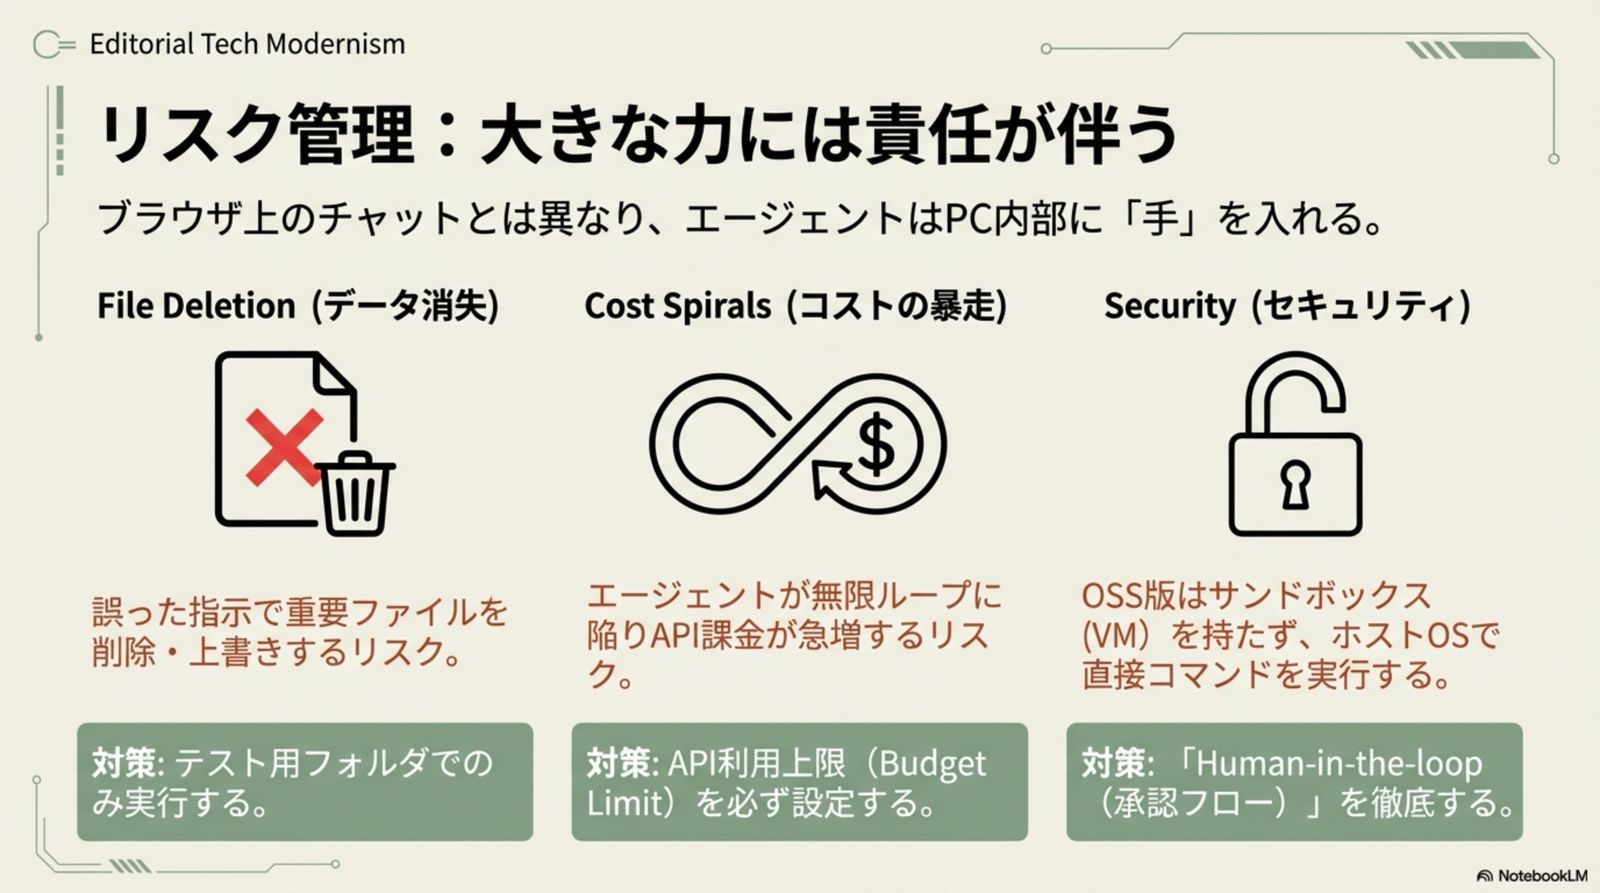 Editorial Tech Modernism
リスク管理：大きな力には責任が伴う
ブラウザ上のチャットとは異なり、エージェントはPC内部に「手」を入れる。
File Deletion (データ消失)
誤った指示で重要ファイルを
削除・上書きするリスク。
対策: テスト用フォルダでの
み実行する。
Cost Spirals (コストの暴走)
$
エージェントが無限ループに
陥りAPI課金が急増するリス
ク。
対策: API利用上限（Budget
Limit）を必ず設定する。
Security (セキュリティ)
OSS版はサンドボックス
(VM）を持たず、ホストOSで
直接コマンドを実行する。
対策: 「Human-in-the-loop
（承認フロー）」を徹底する。
NotebookLM